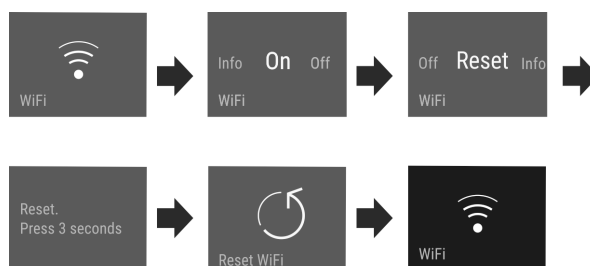 WiFi
Info On Off
WiFi
Off Reset Info
WiFi
Reset.
Press 3 seconds
Reset WiFi
WiFi